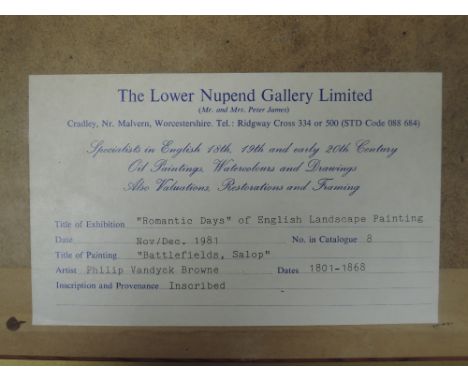 The Lower Nupend Gallery Limited
(Mr. and Mrs. Peter James)
Cradley, Nr. Malvern, Worcestershire. Tel.: Ridgway Cross 334 or 500 (STD Code 088 684)
Specialists in English 18th, 19th and early 20th Century
Oil Paintings, Watercolours and Drawings
Also Valuations, Restorations and Framing
Title of Exhibition "Romantic Days" of English Landscape Painting
Date Nov/Dec. 1981 No. in Catalogue 8
Title of Painting "Battlefields, Salop"
Artist Philip Vandyck Browne Dates 1801-1868
Inscription and Provenance Inscribed